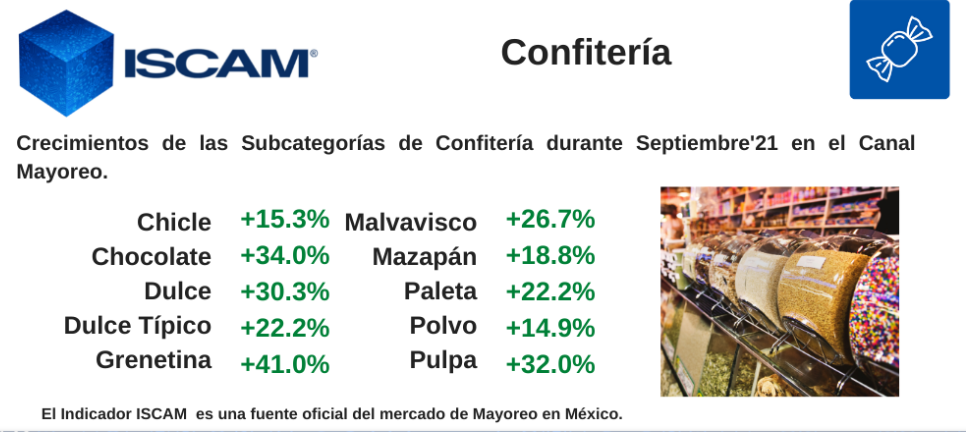 ISCAM®
Confitería
Crecimientos de las Subcategorías de Confitería durante Septiembre'21 en el Canal
Mayoreo.
Chicle +15.3% Malvavisco +26.7%
Chocolate +34.0% Mazapán +18.8%
Dulce +30.3% Paleta +22.2%
Dulce Típico +22.2% Polvo +14.9%
Grenetina +41.0% Pulpa +32.0%
El Indicador ISCAM es una fuente oficial del mercado de Mayoreo en México.